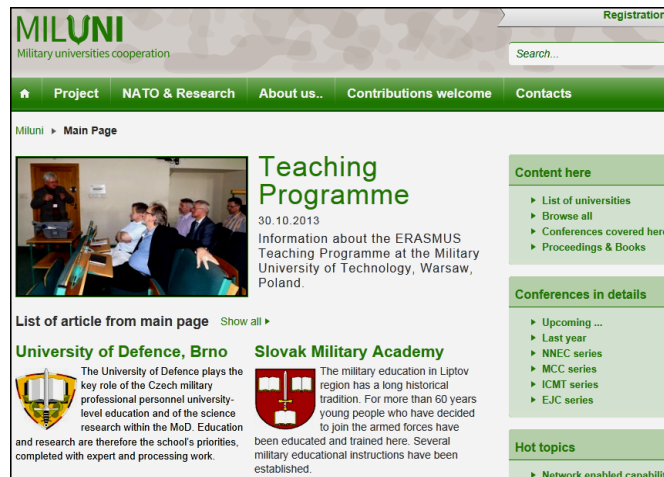 MILUNI
Military universities cooperation
Registration
Search...
Project NATO & Research About us.. Contributions welcome Contacts
Miluni Main Page
Teaching
Programme
30.10.2013
Information about the ERASMUS
Teaching Programme at the Military
University of Technology, Warsaw,
Poland.
List of article from main page Show all
University of Defence, Brno
The University of Defence plays the
key role of the Czech military
professional personnel university-
level education and of the science
research within the MoD. Education
and research are therefore the school's priorities,
completed with expert and processing work.
Slovak Military Academy
The military education in Liptov
region has a long historical
tradition. For more than 60 years
young people who have decided
to join the armed forces have
been educated and trained here. Several
military educational instructions have been
established.
Content here
List of universities
Browse all
Conferences covered here
Proceedings & Books
Conferences in details
Upcoming ...
Last year
NNEC series
MCC series
ICMT series
EJC series
Hot topics
Network enabled capabilit